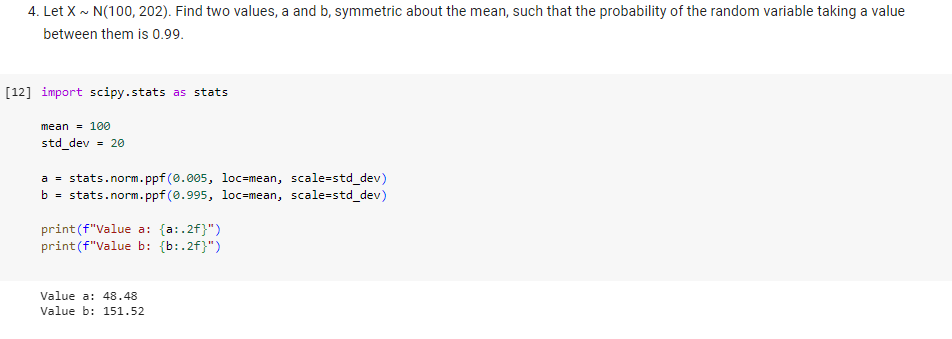 4. Let X ~ N(100, 202). Find two values, a and b, symmetric about the mean, such that the probability of the random variable taking a value
between them is 0.99.
[12] import scipy.stats as stats
mean = 100
std_dev = 20
a = stats.norm.ppf(0.005, loc=mean, scale=std_dev)
b = stats.norm.ppf(0.995, loc=mean, scale=std_dev)
print(f"Value a: {a:.2f}")
print(f"Value b: {b:.2f}")
Value a: 48.48
Value b: 151.52